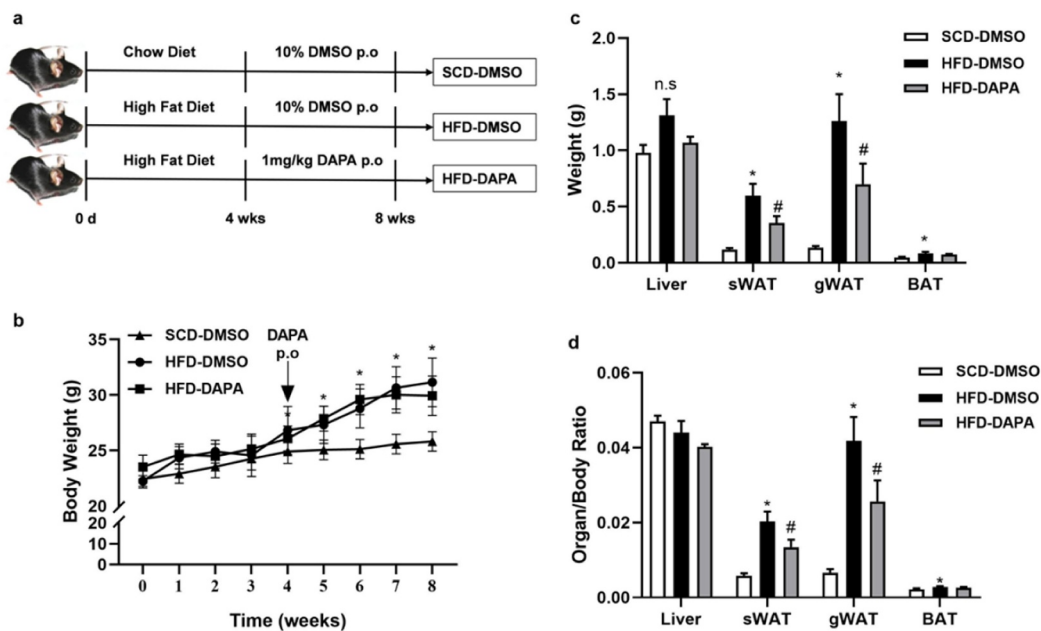 a
Chow Diet
10% DMSO p.o
SCD-DMSO
High Fat Diet
10% DMSO p.o
HFD-DMSO
High Fat Diet
1mg/kg DAPA p.o
HFD-DAPA
0 d
4 wks
8 wks
b
SCD-DMSO
HFD-DMSO
HFD-DAPA
DAPA
p.o
35
30
25
20
20
10
0
Body Weight (g)
*
*
*
*
*
0 1 2 3 4 5 6 7 8
Time (weeks)
c
SCD-DMSO
HFD-DMSO
HFD-DAPA
2.0
1.5
1.0
0.5
0.0
Weight (g)
n.s
*
#
*
#
*
Liver sWAT gWAT BAT
d
SCD-DMSO
HFD-DMSO
HFD-DAPA
0.06
0.04
0.02
0.00
Organ/Body Ratio
*
#
*
#
*
Liver sWAT gWAT BAT